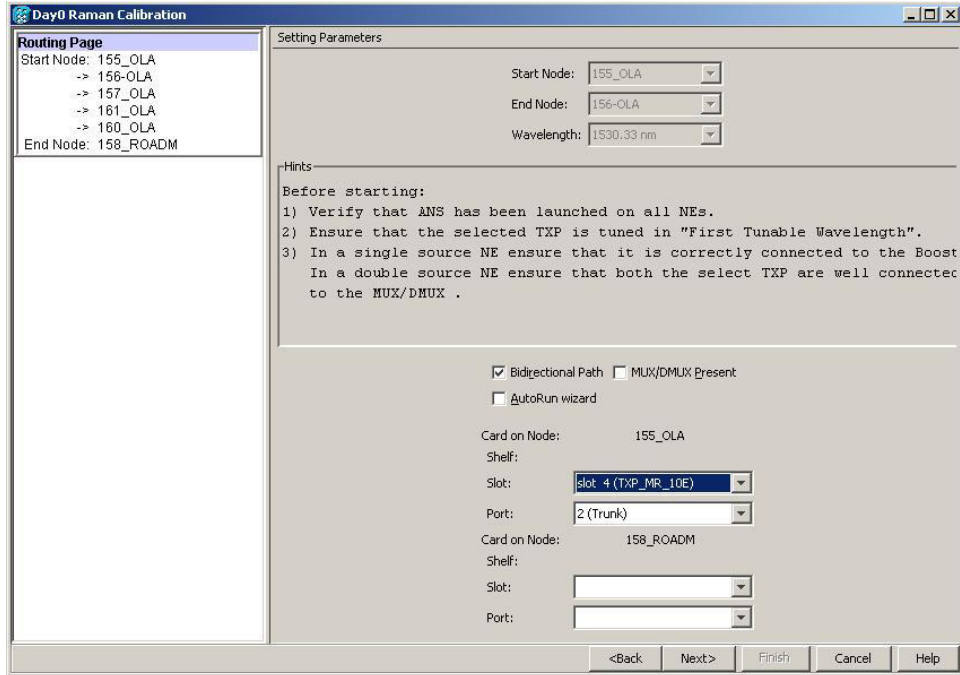 Day0 Raman Calibration
Routing Page
Start Node: 155_OLA
-> 156-OLA
-> 157_OLA
-> 161_OLA
-> 160_OLA
End Node: 158_ROADM
Setting Parameters
Start Node: 155_OLA
End Node: 156-OLA
Wavelength: 1530.33 nm
Hints
Before starting:
1) Verify that ANS has been launched on all NEs.
2) Ensure that the selected TXP is tuned in "First Tunable Wavelength".
3) In a single source NE ensure that it is correctly connected to the Boost
In a double source NE ensure that both the select TXP are well connected
to the MUX/DMUX .
Bidirectional Path MUX/DMUX Present
AutoRun wizard
Card on Node: 155_OLA
Shelf:
Slot: slot 4 (TXP_MR_10E)
Port: 2 (Trunk)
Card on Node: 158_ROADM
Shelf:
Slot:
Port:
<Back Next> Finish Cancel Help